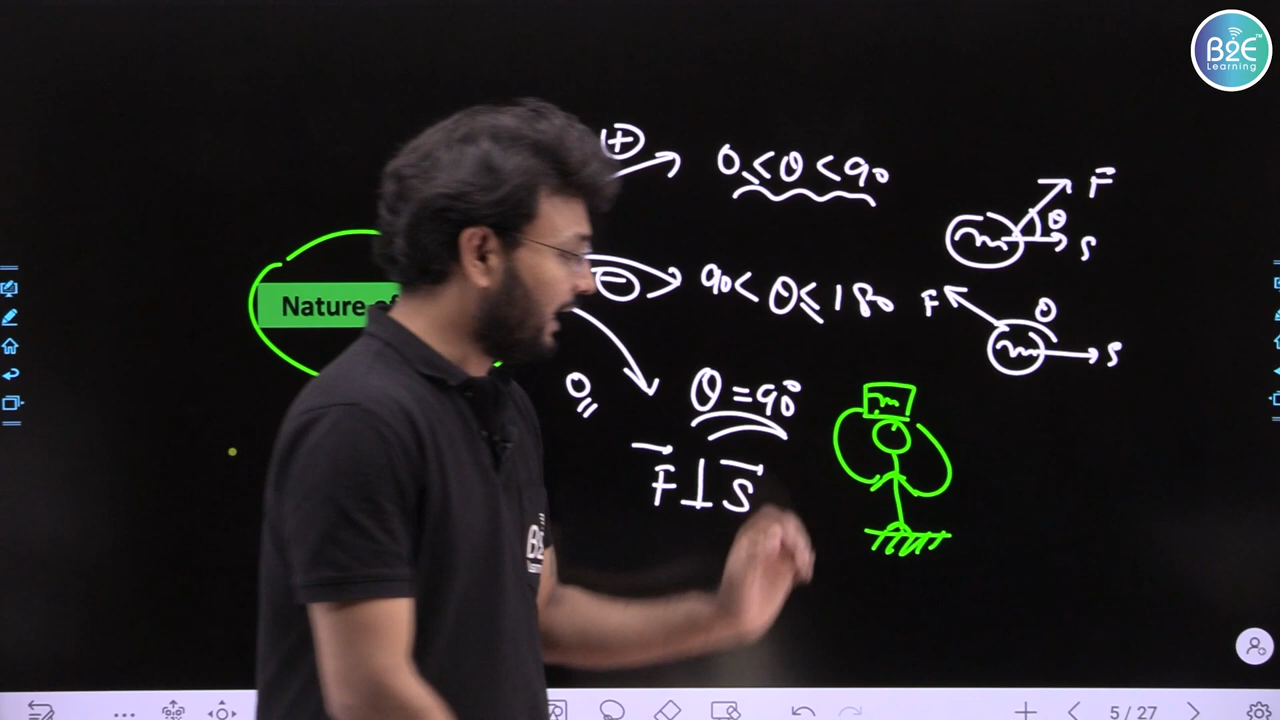 B2E
Learning
+
0 ≤ θ < 90
F
θ
m
S
Nature of
−
90 < θ ≤ 180
F
θ
m
S
0
θ = 90°
m
F ⊥ S
5 / 27